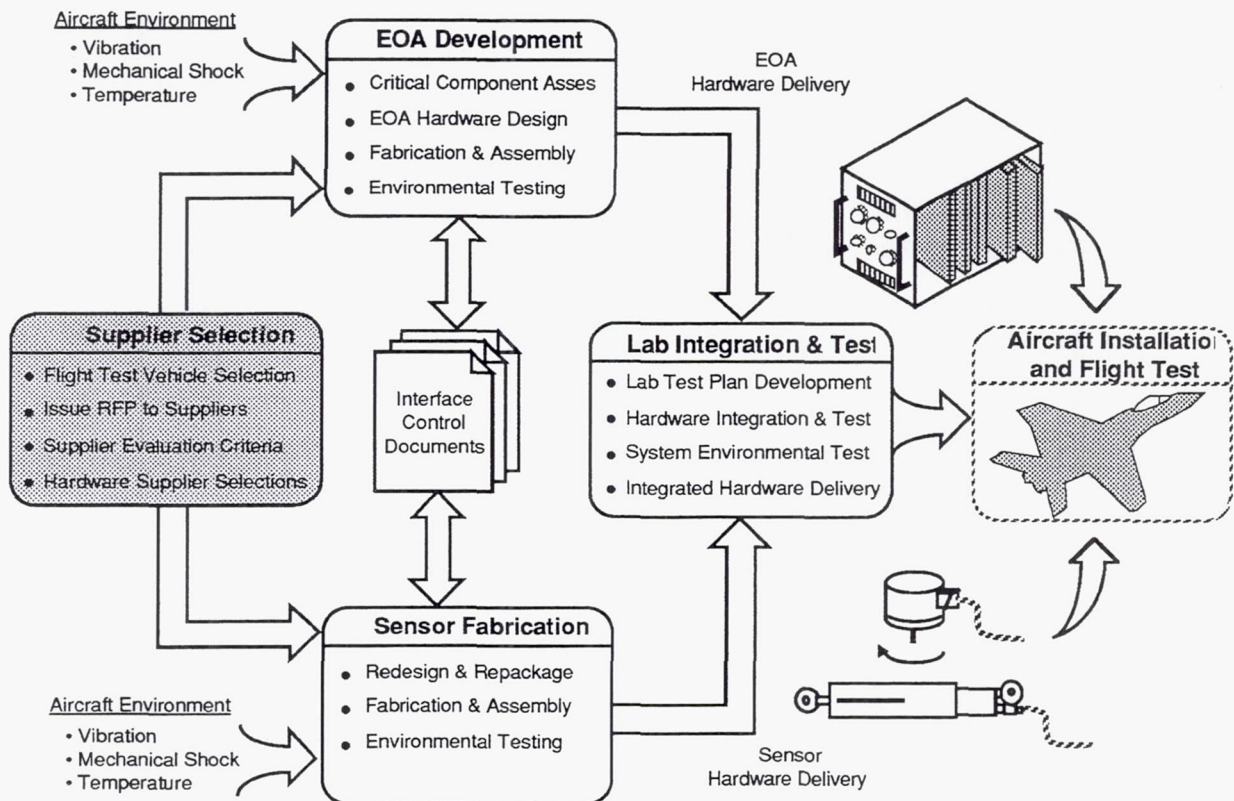 Aircraft Environment
• Vibration
• Mechanical Shock
• Temperature
EOA Development
• Critical Component Asses
• EOA Hardware Design
• Fabrication & Assembly
• Environmental Testing
EOA
Hardware Delivery
Supplier Selection
• Flight Test Vehicle Selection
• Issue RFP to Suppliers
• Supplier Evaluation Criteria
• Hardware Supplier Selections
Interface
Control
Documents
Lab Integration & Test
• Lab Test Plan Development
• Hardware Integration & Test
• System Environmental Test
• Integrated Hardware Delivery
Aircraft Installatio
and Flight Test
Sensor Fabrication
• Redesign & Repackage
• Fabrication & Assembly
• Environmental Testing
Aircraft Environment
• Vibration
• Mechanical Shock
• Temperature
Sensor
Hardware Delivery